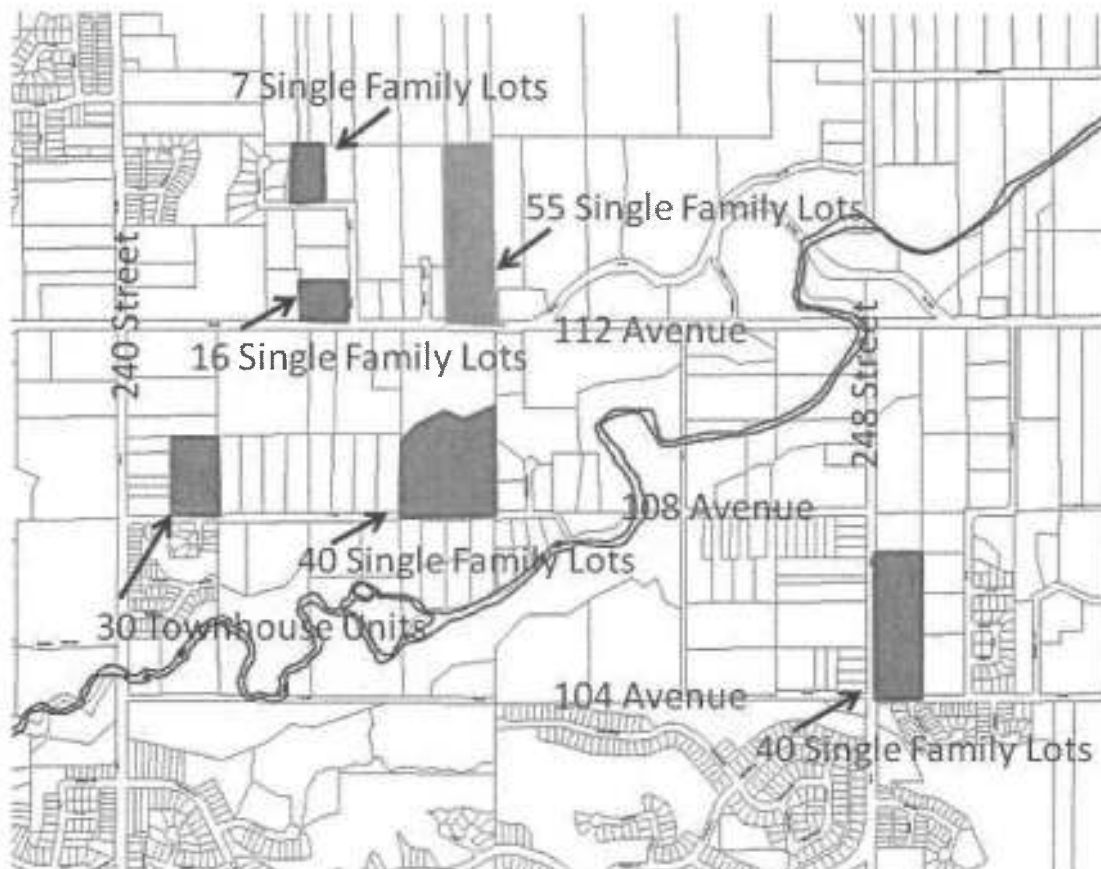 7 Single Family Lots
55 Single Family Lots
240 Street
112 Avenue
16 Single Family Lots
248 Street
108 Avenue
40 Single Family Lots
30 Townhouse Units
104 Avenue
40 Single Family Lots